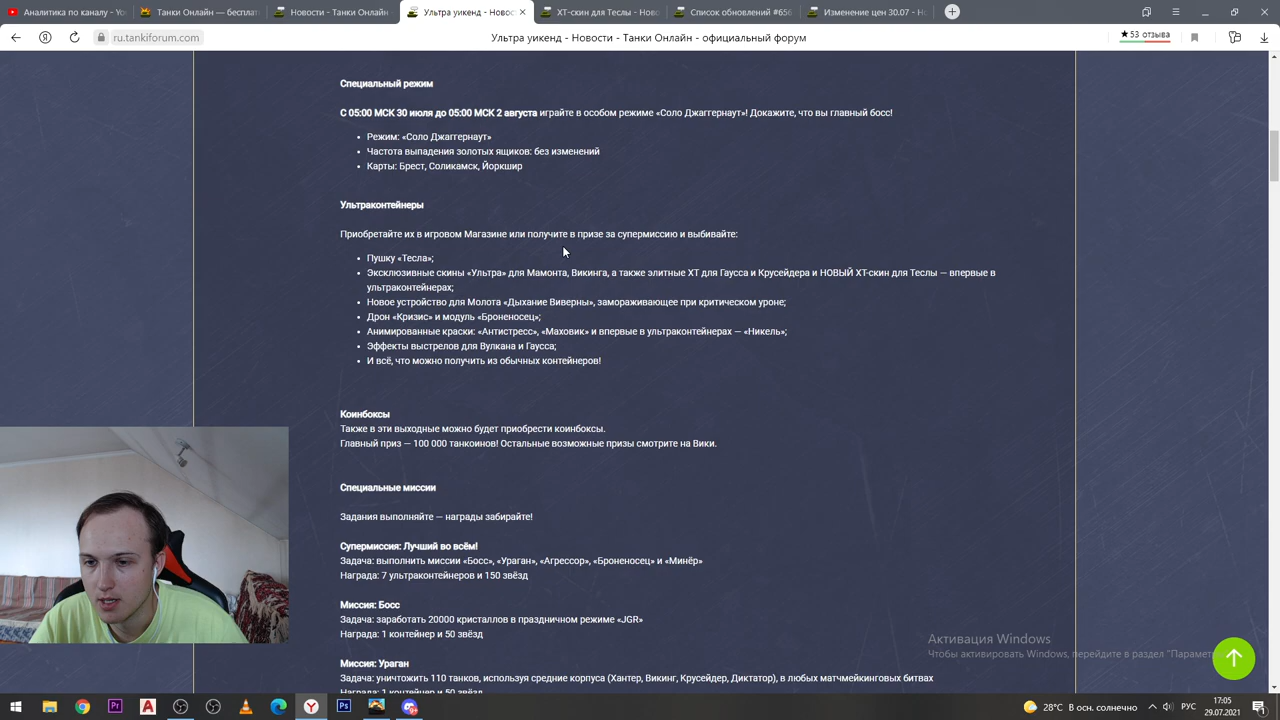 Аналитика по каналу - Yo
Танки Онлайн — бесплат
Новости - Танки Онлайн
Ультра уикенд - Новос
ХТ-скин для Теслы - Ново
Список обновлений #656
Изменение цен 30.07 - Н
ru.tankiforum.com
Ультра уикенд - Новости - Танки Онлайн - официальный форум
★53 отзыва
Специальный режим
С 05:00 МСК 30 июля до 05:00 МСК 2 августа играйте в особом режиме «Соло Джаггернаут»! Докажите, что вы главный босс!
• Режим: «Соло Джаггернаут»
• Частота выпадения золотых ящиков: без изменений
• Карты: Брест, Соликамск, Йоркшир
Ультраконтейнеры
Приобретайте их в игровом Магазине или получите в призе за супермиссию и выбивайте:
• Пушку «Тесла»;
• Эксклюзивные скины «Ультра» для Мамонта, Викинга, а также элитные ХТ для Гаусса и Крусейдера и НОВЫЙ ХТ-скин для Теслы — впервые в
ультраконтейнерах;
• Новое устройство для Молота «Дыхание Виверны», замораживающее при критическом уроне;
• Дрон «Кризис» и модуль «Броненосец»;
• Анимированные краски: «Антистресс», «Маховик» и впервые в ультраконтейнерах — «Никель»;
• Эффекты выстрелов для Вулкана и Гаусса;
• И всё, что можно получить из обычных контейнеров!
Коинбоксы
Также в эти выходные можно будет приобрести коинбоксы.
Главный приз — 100 000 танкоинов! Остальные возможные призы смотрите на Вики.
Специальные миссии
Задания выполняйте — награды забирайте!
Супермиссия: Лучший во всём!
Задача: выполнить миссии «Босс», «Ураган», «Агрессор», «Броненосец» и «Минёр»
Награда: 7 ультраконтейнеров и 150 звёзд
Миссия: Босс
Задача: заработать 20000 кристаллов в праздничном режиме «JGR»
Награда: 1 контейнер и 50 звёзд
Миссия: Ураган
Задача: уничтожить 110 танков, используя средние корпуса (Хантер, Викинг, Крусейдер, Диктатор), в любых матчмейкинговых битвах
Награда: 1 контейнер и 50 звёзд
Активация Windows
Чтобы активировать Windows, перейдите в раздел "Парамет
28°C В осн. солнечно
РУС
17:05
29.07.2021